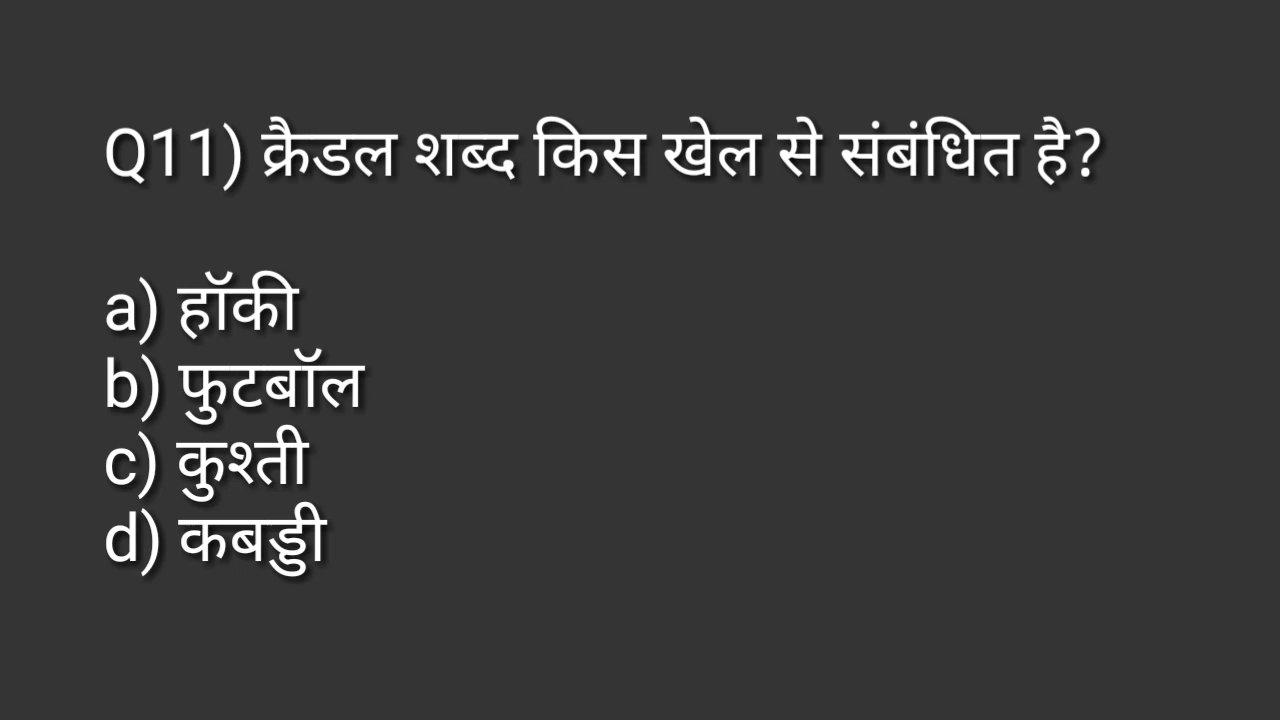 Q11) क्रैडल शब्द किस खेल से संबंधित है?
a) हॉकी
b) फुटबॉल
c) कुश्ती
d) कबड्डी